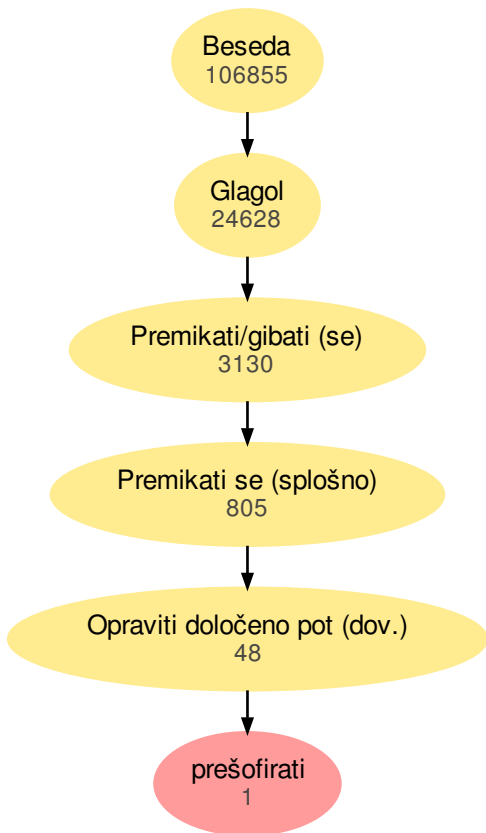 Beseda
106855
Glagol
24628
Premikati/gibati (se)
3130
Premikati se (splošno)
805
Opraviti določeno pot (dov.)
48
prešofirati
1